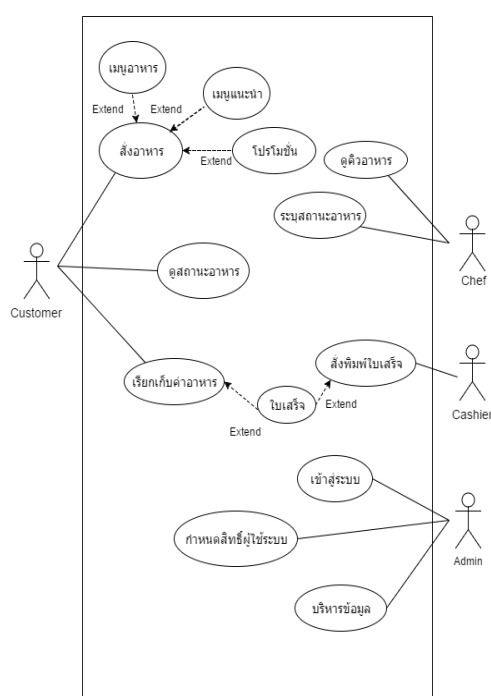 เมนูอาหาร
เมนูแนะนำ
Extend
Extend
สั่งอาหาร
โปรโมชั่น
Extend
ดูคิวอาหาร
ระบุสถานะอาหาร
Chef
ดูสถานะอาหาร
Customer
สั่งพิมพ์ใบเสร็จ
เรียกเก็บค่าอาหาร
ใบเสร็จ
Extend
Extend
Cashier
เข้าสู่ระบบ
กำหนดสิทธิ์ผู้ใช้ระบบ
Admin
บริหารข้อมูล